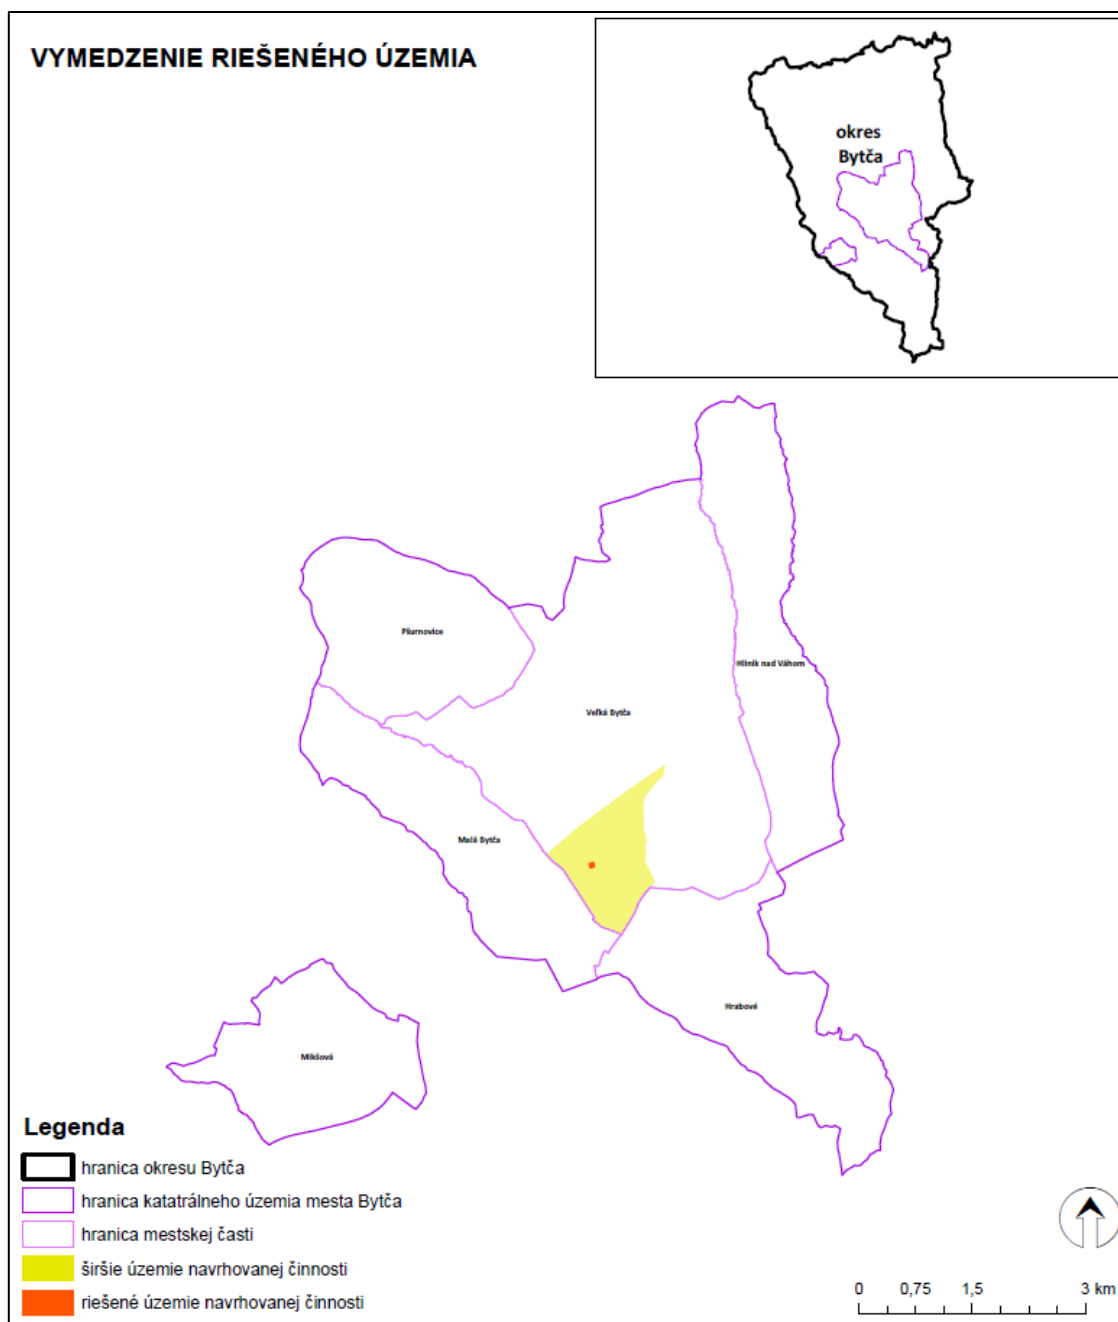 VYMEDZENIE RIEŠENÉHO ÚZEMIA
okres
Bytča
Pšurnovice
Hliník nad Váhom
Veľká Bytča
Malá Bytča
Hrabové
Mikšová
Legenda
hranica okresu Bytča
hranica katatrálneho územia mesta Bytča
hranica mestskej časti
širšie územie navrhovanej činnosti
riešené územie navrhovanej činnosti
0 0,75 1,5 3 km